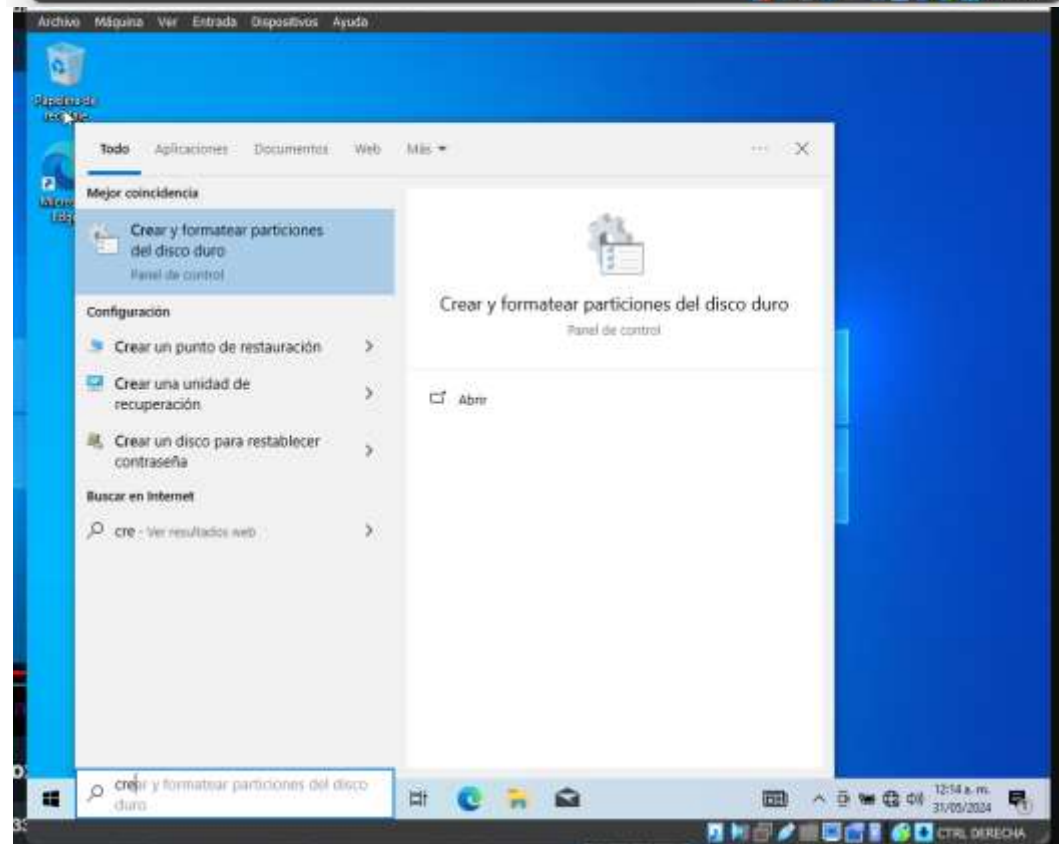 Archivo Máquina Ver Entrada Dispositivos Ayuda
Papelera de
reciclaje
Todo Aplicaciones Documentos Web Más
Mejor coincidencia
Crear y formatear particiones
del disco duro
Panel de control
Configuración
Crear un punto de restauración
Crear una unidad de
recuperación
Crear un disco para restablecer
contraseña
Buscar en Internet
cre - Ver resultados web
Crear y formatear particiones del disco duro
Panel de control
Abrir
crear y formatear particiones del disco
duro
12:14 a. m.
31/05/2024
CTRL DERECHA